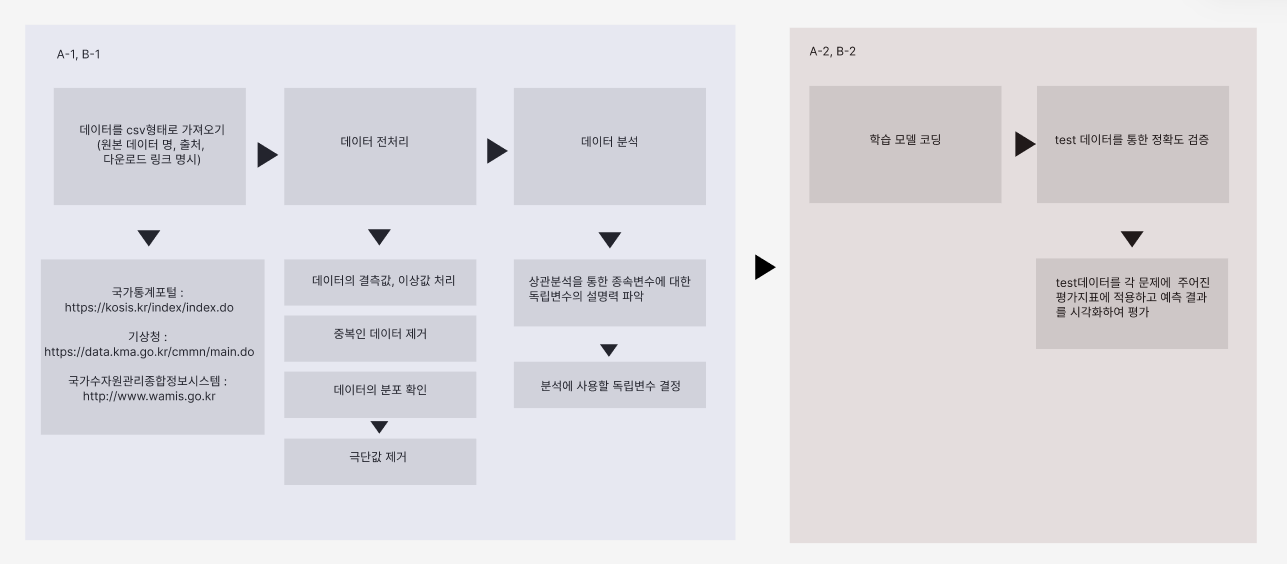 A-1, B-1
데이터를 csv형태로 가져오기
(원본 데이터 명, 출처,
다운로드 링크 명시)
데이터 전처리
데이터 분석
국가통계포털 :
https://kosis.kr/index/index.do
기상청 :
https://data.kma.go.kr/cmmn/main.do
국가수자원관리종합정보시스템 :
http://www.wamis.go.kr
데이터의 결측값, 이상값 처리
중복인 데이터 제거
데이터의 분포 확인
극단값 제거
상관분석을 통한 종속변수에 대한
독립변수의 설명력 파악
분석에 사용할 독립변수 결정
A-2, B-2
학습 모델 코딩
test 데이터를 통한 정확도 검증
test데이터를 각 문제에  주어진
평가지표에 적용하고 예측 결과
를 시각화하여 평가